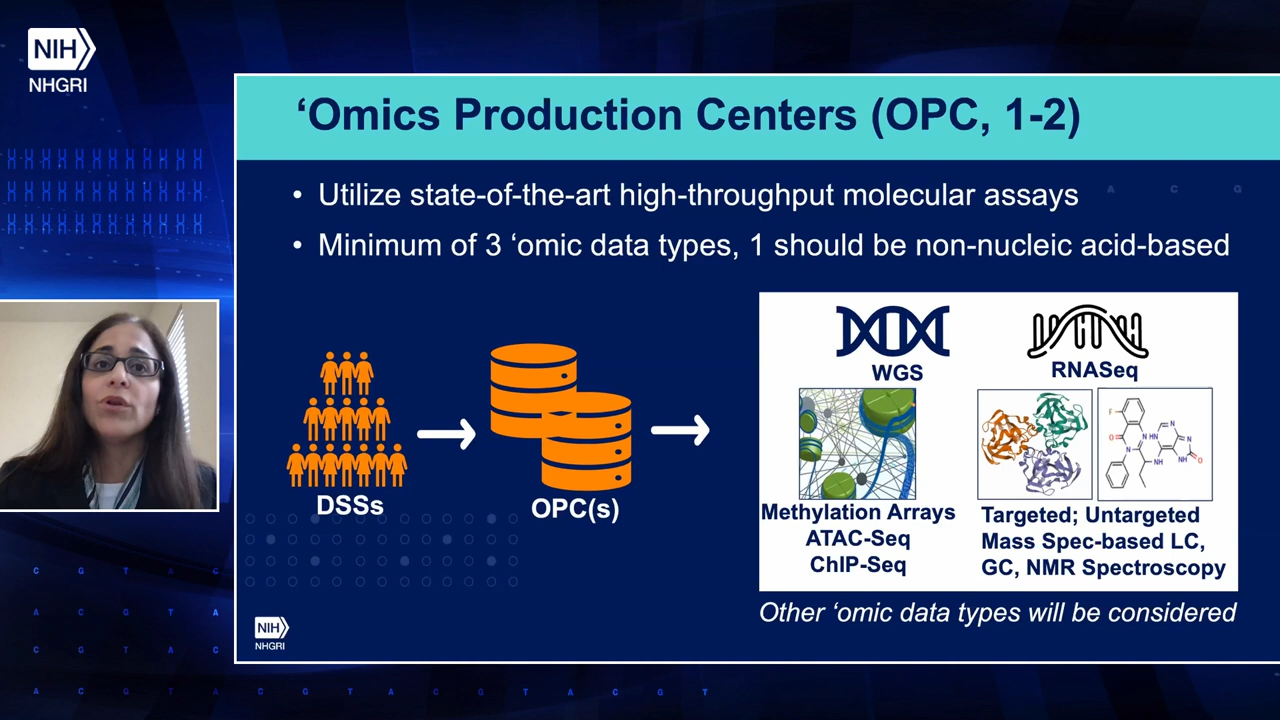 NIH
NHGRI
‘Omics Production Centers (OPC, 1-2)
• Utilize state-of-the-art high-throughput molecular assays
• Minimum of 3 ‘omic data types, 1 should be non-nucleic acid-based
A C G
DSSs
OPC(s)
WGS
RNASeq
Methylation Arrays
ATAC-Seq
ChIP-Seq
F
O
N
HN
N
N
N
NH
NH
O
Targeted; Untargeted
Mass Spec-based LC,
GC, NMR Spectroscopy
Other ‘omic data types will be considered
NIH
NHGRI
C G T A C
A C G T A
C G T A C
A C G T A C G T A C G T A C G T